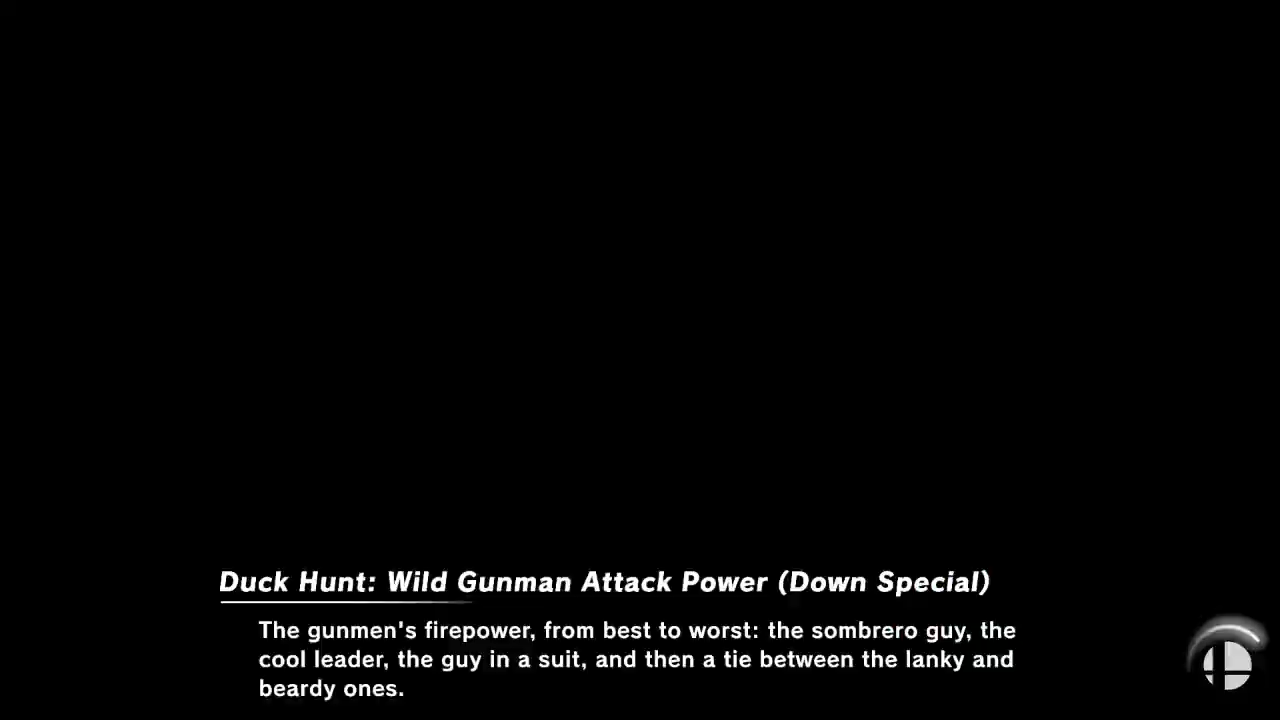 Duck Hunt: Wild Gunman Attack Power (Down Special)
The gunmen's firepower, from best to worst: the sombrero guy, the
cool leader, the guy in a suit, and then a tie between the lanky and
beardy ones.